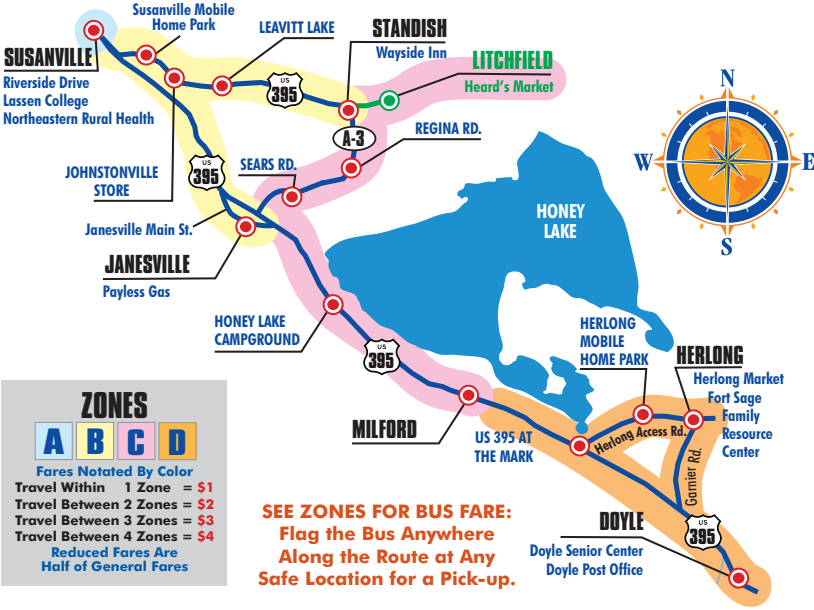 Susanville Mobile
Home Park
LEAVITT LAKE
STANDISH
Wayside Inn
LITCHFIELD
Heard's Market
SUSANVILLE
Riverside Drive
Lassen College
Northeastern Rural Health
US
395
A-3
REGINA RD.
N
W
E
S
JOHNSTONVILLE
STORE
US
395
SEARS RD.
Janesville Main St.
JANESVILLE
Payless Gas
HONEY
LAKE
HONEY LAKE
CAMPGROUND
US
395
HERLONG
MOBILE
HOME PARK
HERLONG
Herlong Market
Fort Sage
Family
Resource
Center
MILFORD
US 395 AT
THE MARK
Herlong Access Rd.
Garnier Rd.
ZONES
A B C D
Fares Notated By Color
Travel Within 1 Zone = $1
Travel Between 2 Zones = $2
Travel Between 3 Zones = $3
Travel Between 4 Zones = $4
Reduced Fares Are
Half of General Fares
SEE ZONES FOR BUS FARE:
Flag the Bus Anywhere
Along the Route at Any
Safe Location for a Pick-up.
DOYLE
Doyle Senior Center
Doyle Post Office
US
395